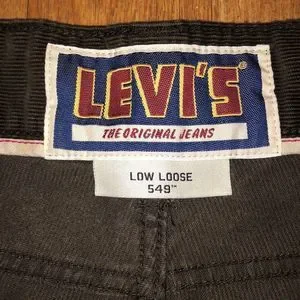 LEVI'S®
THE ORIGINAL JEANS
LOW LOOSE
549™